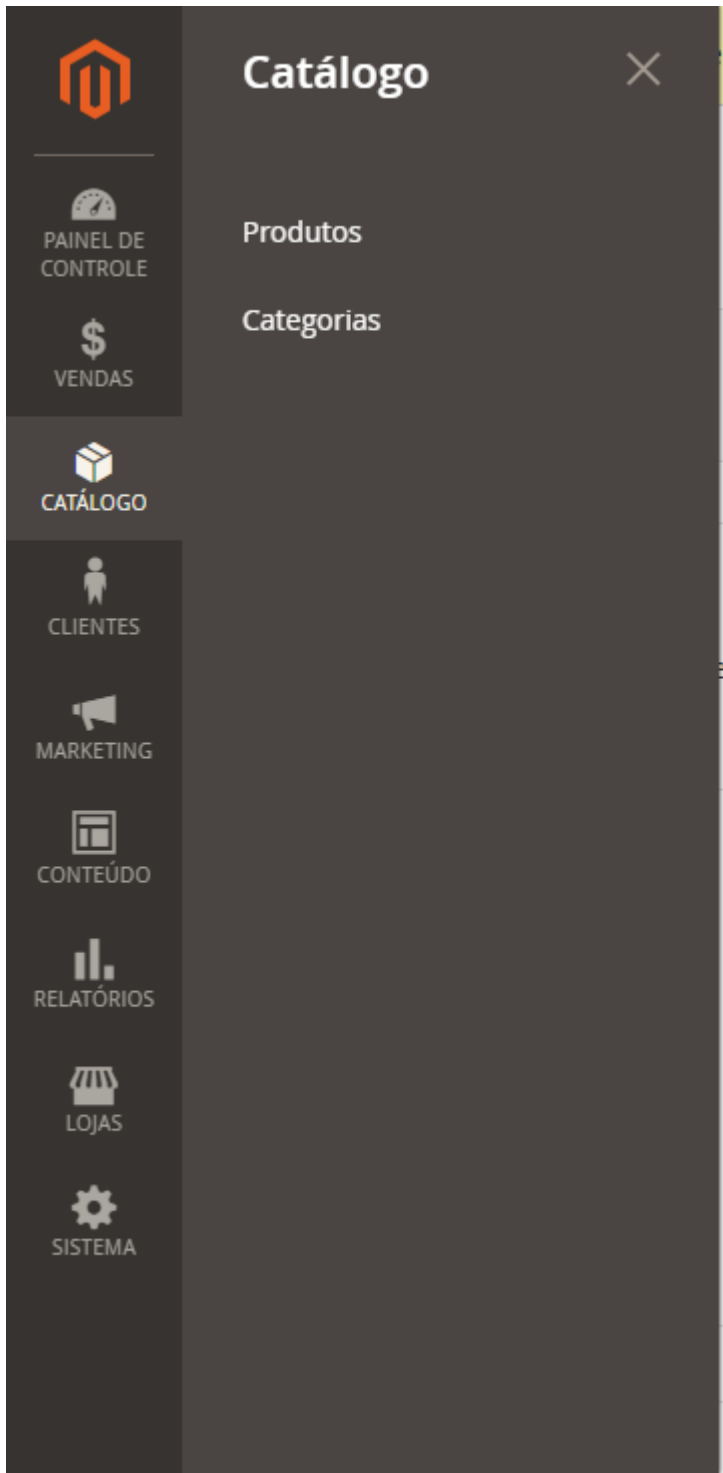 Catálogo
Produtos
Categorias
PAINEL DE
CONTROLE
VENDAS
CATÁLOGO
CLIENTES
MARKETING
CONTEÚDO
RELATÓRIOS
LOJAS
SISTEMA